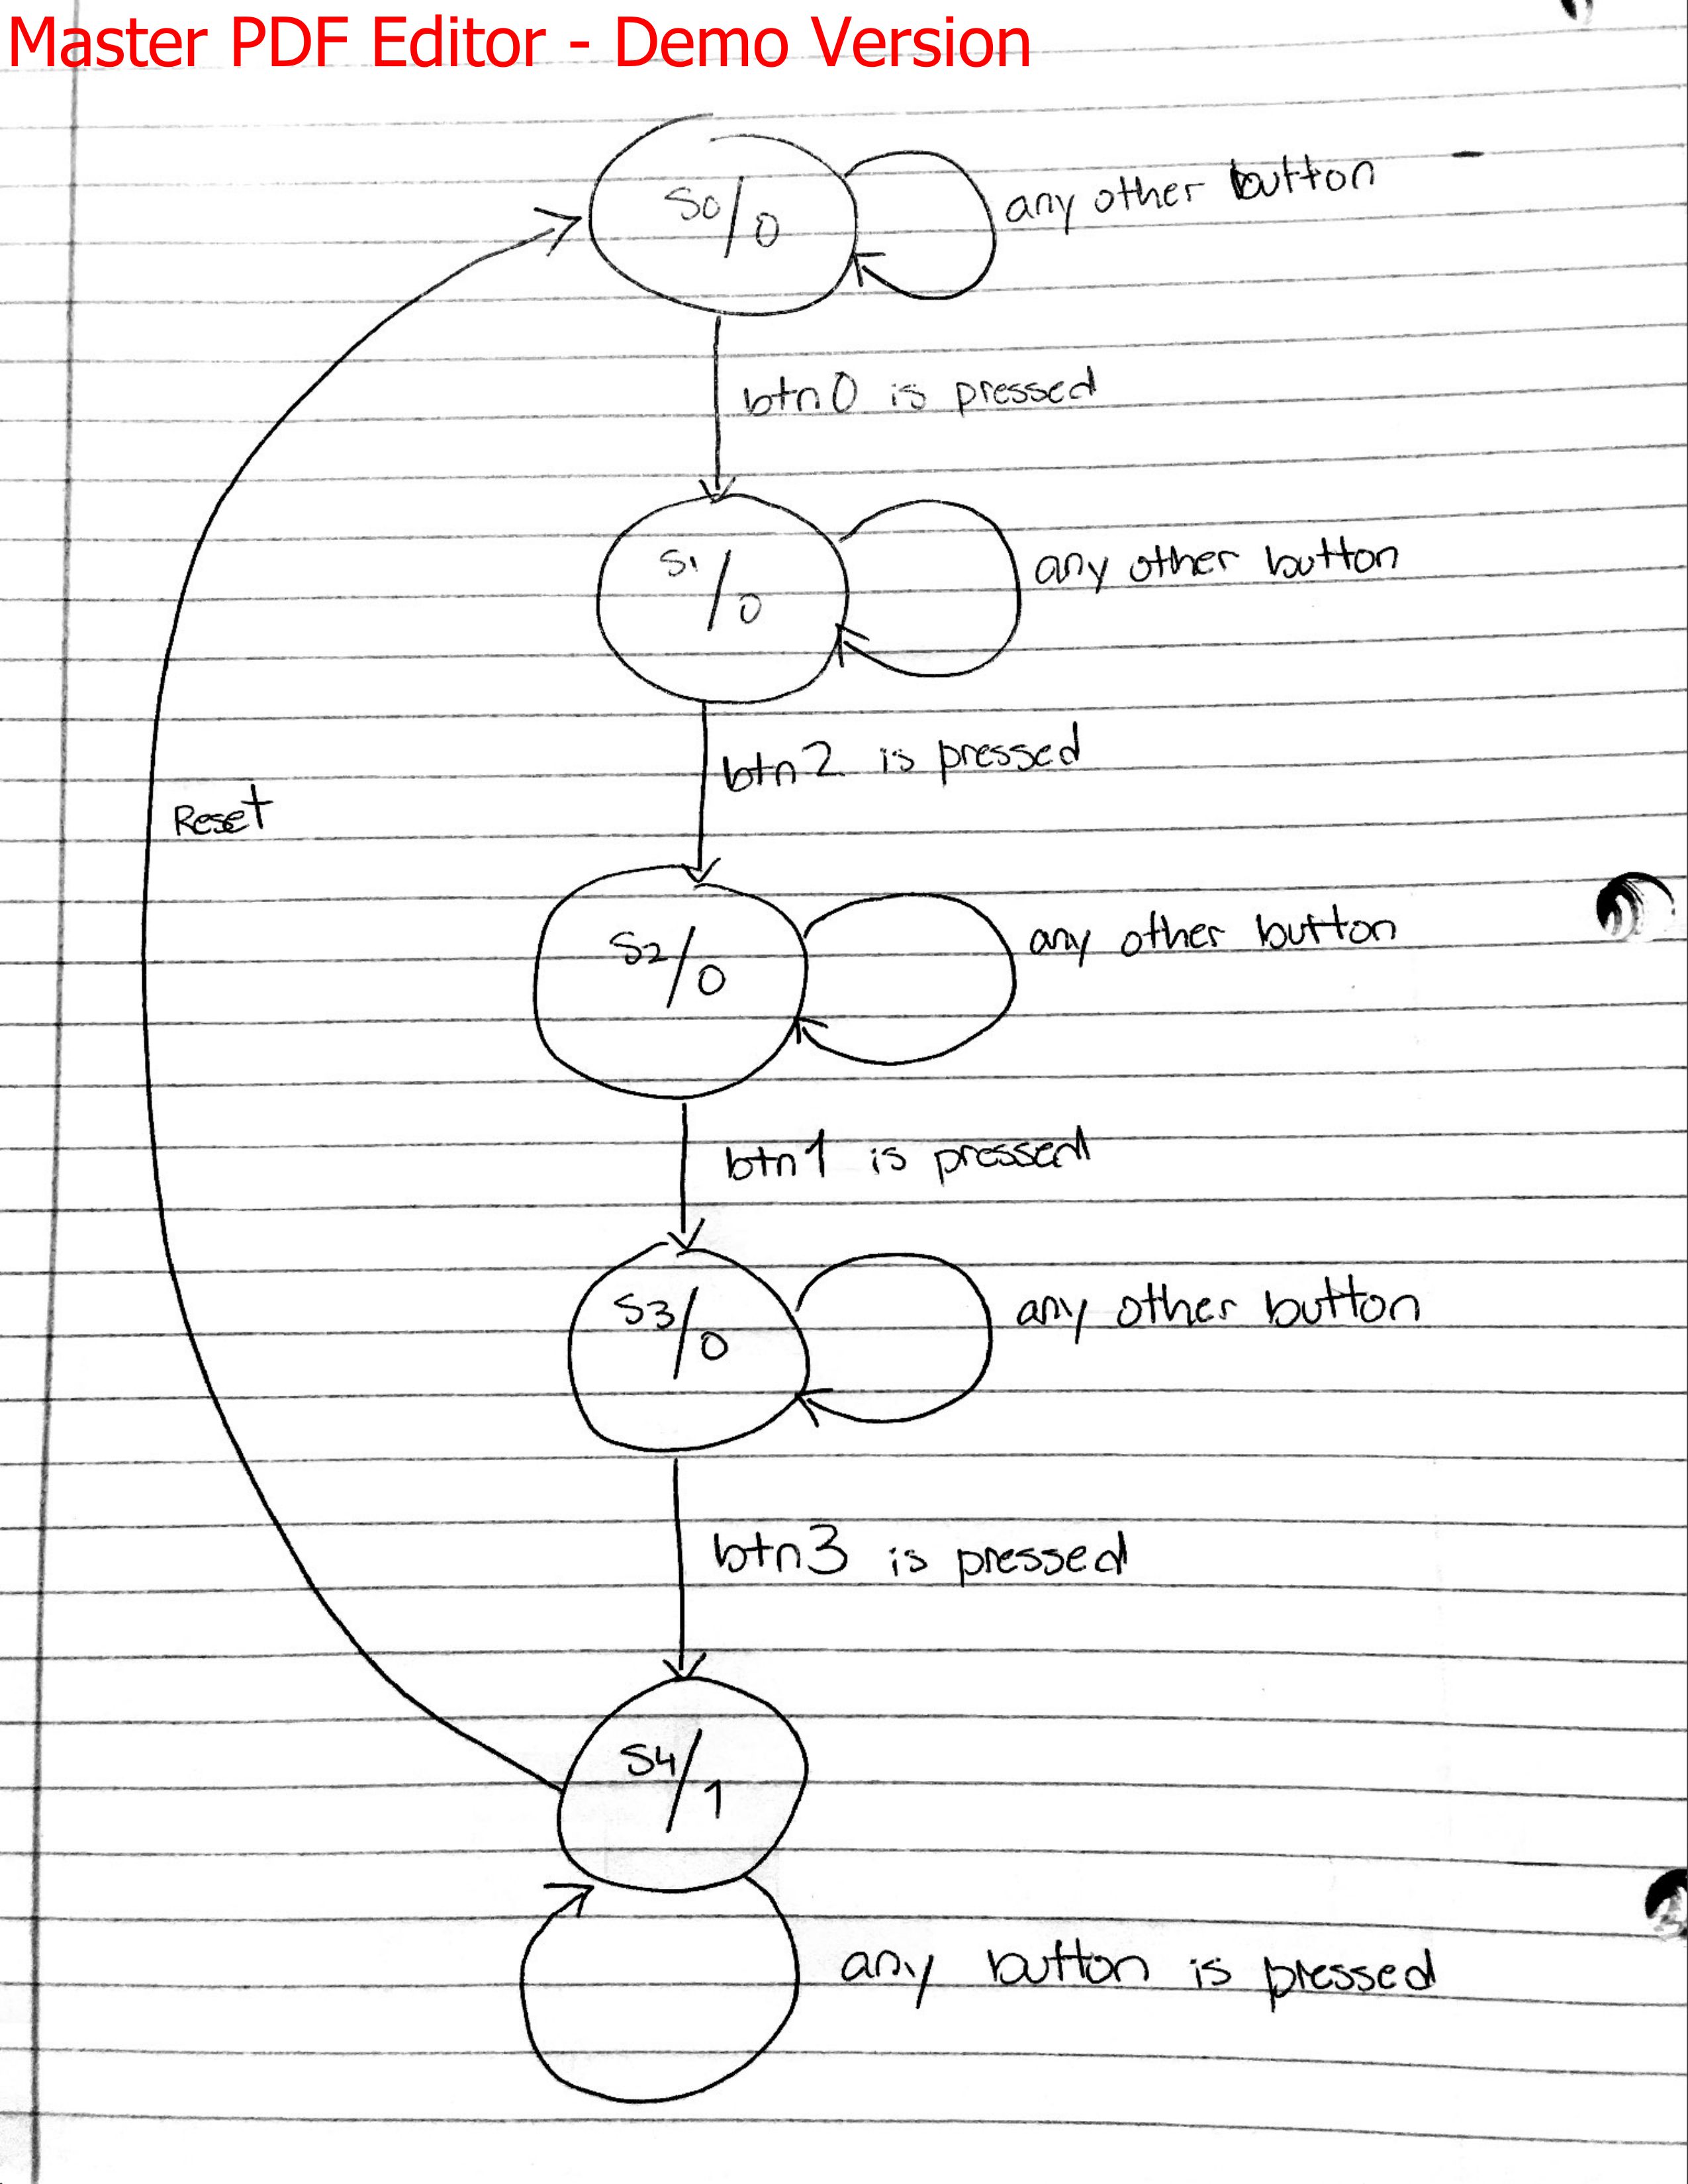 Master PDF Editor - Demo Version
S0/0
any other button
btn0 is pressed
S1/0
any other button
btn2 is pressed
Reset
S2/0
any other button
btn1 is pressed
S3/0
any other button
btn3 is pressed
S4/1
any button is pressed